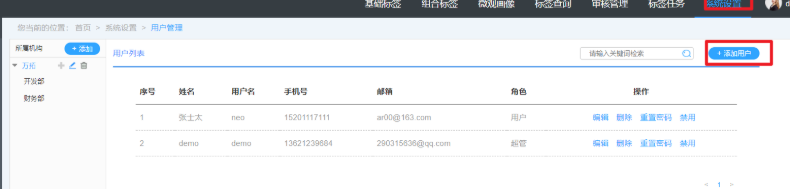 基础标签 组合标签 微观画像 标签查询 审核管理 标签任务 系统设置 d
您当前的位置: 首页 > 系统设置 > 用户管理
所属机构 + 添加 用户列表 请输入关键词检索 + 添加用户
万拓
开发部
财务部
序号 姓名 用户名 手机号 邮箱 角色 操作
1 张士太 neo 15201117111 ar00@163.com 用户 编辑 删除 重置密码 禁用
2 demo demo 13621239884 290315636@qq.com 超管 编辑 删除 重置密码 禁用
< 1 >